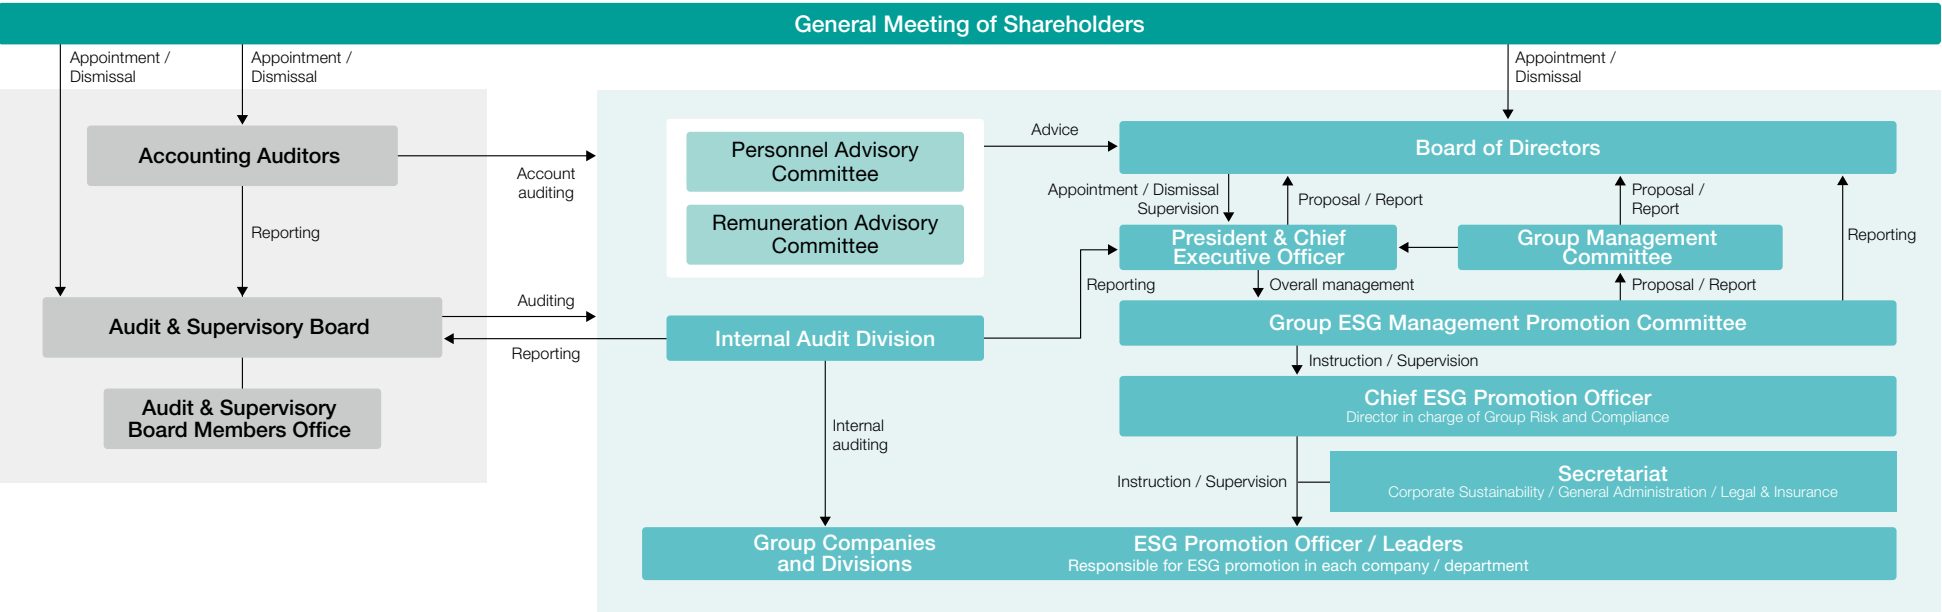 General Meeting of Shareholders
Appointment /
Dismissal
Appointment /
Dismissal
Appointment /
Dismissal
Accounting Auditors
Account
auditing
Reporting
Personnel Advisory
Committee
Remuneration Advisory
Committee
Advice
Board of Directors
Appointment / Dismissal
Supervision
Proposal / Report
Proposal /
Report
Reporting
President & Chief
Executive Officer
Group Management
Committee
Reporting
Overall management
Proposal / Report
Audit & Supervisory Board
Auditing
Reporting
Internal Audit Division
Group ESG Management Promotion Committee
Instruction / Supervision
Audit & Supervisory
Board Members Office
Chief ESG Promotion Officer
Director in charge of Group Risk and Compliance
Internal
auditing
Instruction / Supervision
Secretariat
Corporate Sustainability / General Administration / Legal & Insurance
Group Companies
and Divisions
ESG Promotion Officer / Leaders
Responsible for ESG promotion in each company / department